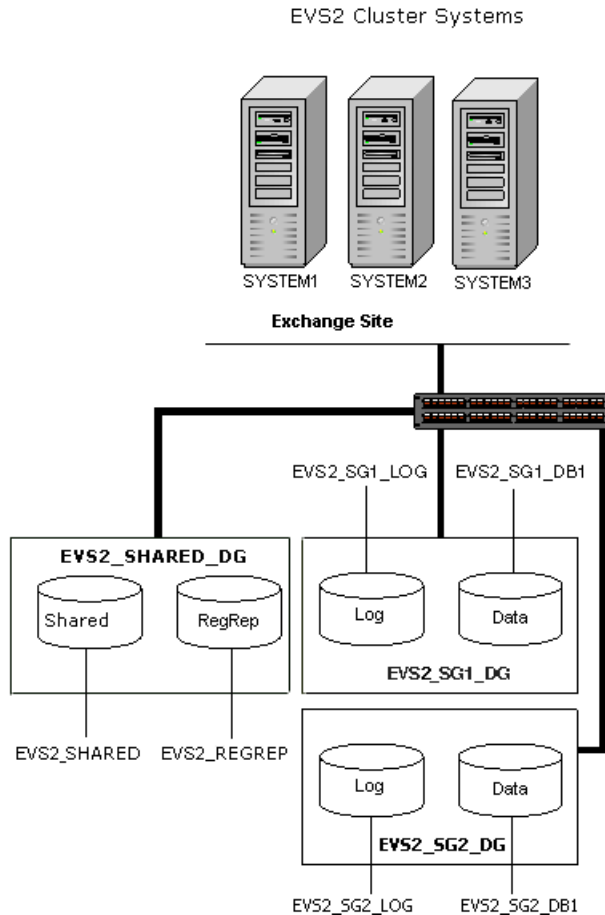 EVS2 Cluster Systems
SYSTEM1 SYSTEM2 SYSTEM3
Exchange Site
EVS2_SG1_LOG EVS2_SG1_DB1
EVS2_SHARED_DG
Shared RegRep Log Data
EVS2_SG1_DG
EVS2_SHARED EVS2_REGREP
Log Data
EVS2_SG2_DG
EVS2_SG2_LOG EVS2_SG2_DB1